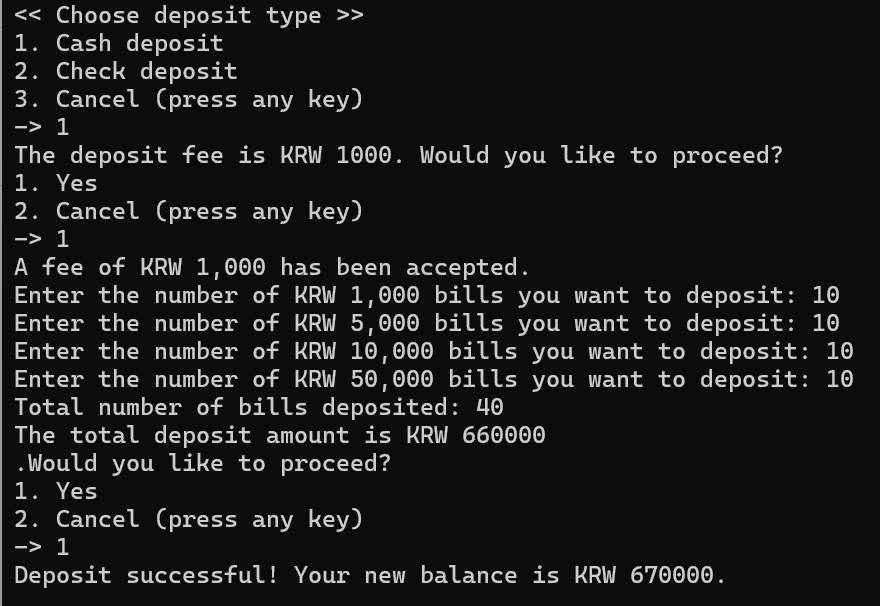 << Choose deposit type >>
1. Cash deposit
2. Check deposit
3. Cancel (press any key)
-> 1
The deposit fee is KRW 1000. Would you like to proceed?
1. Yes
2. Cancel (press any key)
-> 1
A fee of KRW 1,000 has been accepted.
Enter the number of KRW 1,000 bills you want to deposit: 10
Enter the number of KRW 5,000 bills you want to deposit: 10
Enter the number of KRW 10,000 bills you want to deposit: 10
Enter the number of KRW 50,000 bills you want to deposit: 10
Total number of bills deposited: 40
The total deposit amount is KRW 660000
.Would you like to proceed?
1. Yes
2. Cancel (press any key)
-> 1
Deposit successful! Your new balance is KRW 670000.